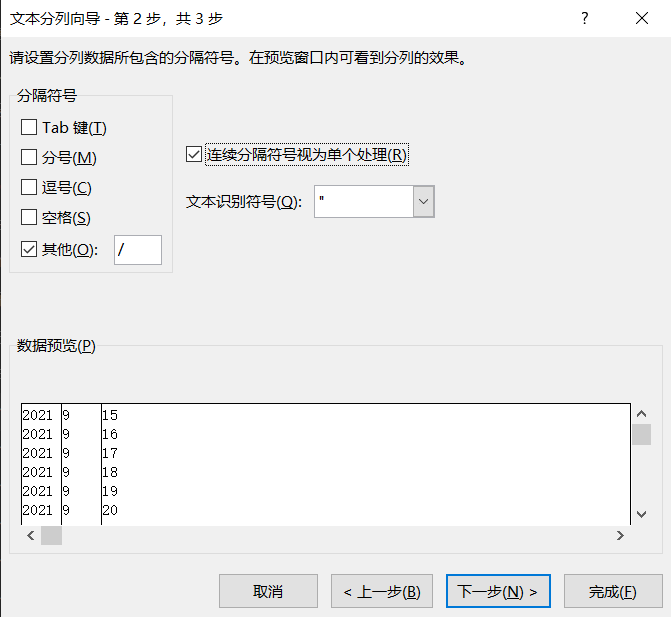 文本分列向导 - 第 2 步，共 3 步
?
请设置分列数据所包含的分隔符号。在预览窗口内可看到分列的效果。
分隔符号
Tab 键(T)
分号(M)
逗号(C)
空格(S)
其他(O): /
连续分隔符号视为单个处理(R)
文本识别符号(Q): "
数据预览(P)
2021 9 15
2021 9 16
2021 9 17
2021 9 18
2021 9 19
2021 9 20
取消 < 上一步(B) 下一步(N) > 完成(F)